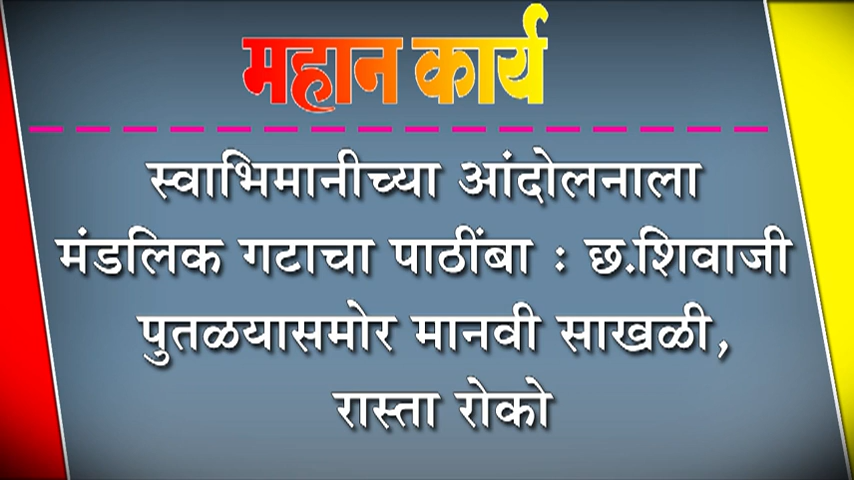 महान कार्य
स्वाभिमानीच्या आंदोलनाला
मंडलिक गटाचा पाठींबा : छ.शिवाजी
पुतळयासमोर मानवी साखळी,
रास्ता रोको